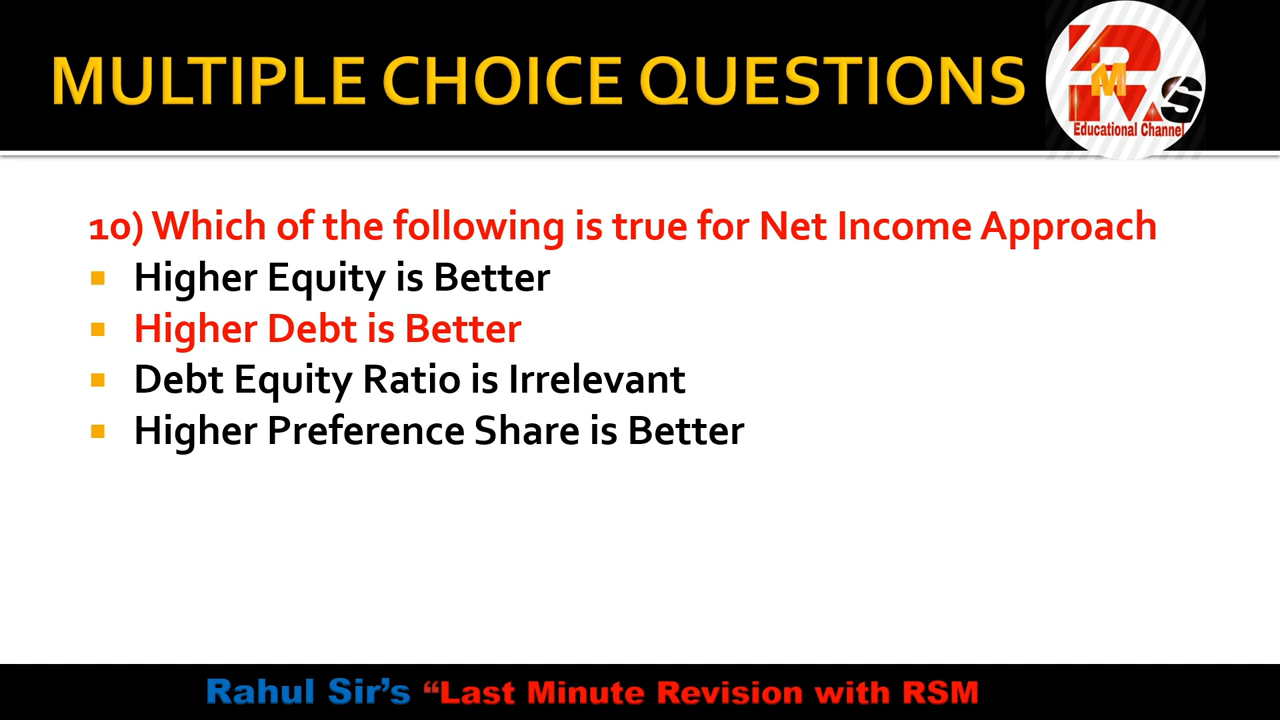 MULTIPLE CHOICE QUESTIONS
RMS
Educational Channel
10) Which of the following is true for Net Income Approach
Higher Equity is Better
Higher Debt is Better
Debt Equity Ratio is Irrelevant
Higher Preference Share is Better
Rahul Sir's “Last Minute Revision with RSM